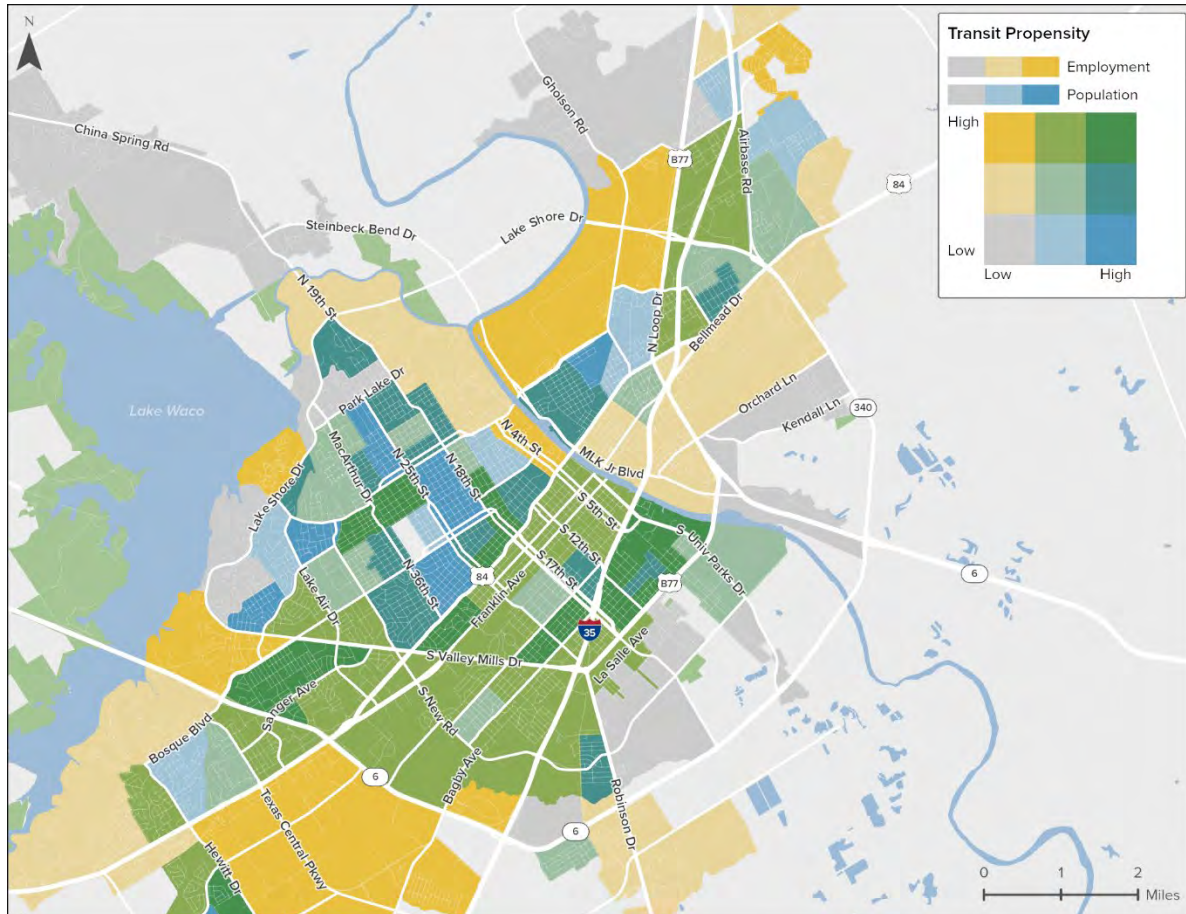 N
Transit Propensity
Employment
Population
High
Low
Low
High
Gholson Rd
B77
Airbase Rd
84
China Spring Rd
Steinbeck Bend Dr
Lake Shore Dr
N 19th St
N Loop Dr
Bellmead Dr
Park Lake Dr
Orchard Ln
Kendall Ln
340
Lake Waco
MacArthur Dr
N 25th St
N 18th St
N 4th St
MLK Jr Blvd
Lake Shore Dr
S 5th St
S 12th St
S Univ Parks Dr
S 17th St
B77
6
84
N 36th St
Franklin Ave
Lake Air Dr
35
La Salle Ave
S Valley Mills Dr
Sanger Ave
S New Rd
Bosque Blvd
6
Bagby Ave
Texas Central Pkwy
Robinson Dr
6
Hewitt Dr
0
1
2
Miles